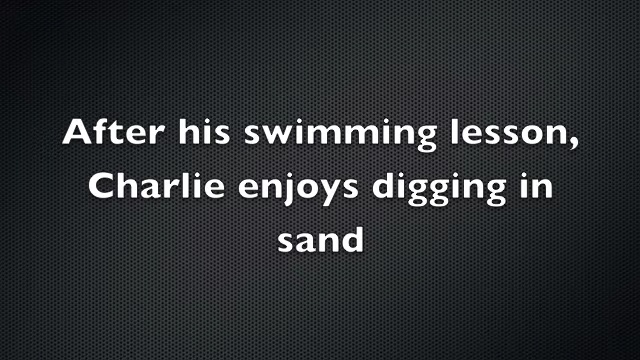 After his swimming lesson,
Charlie enjoys digging in
sand